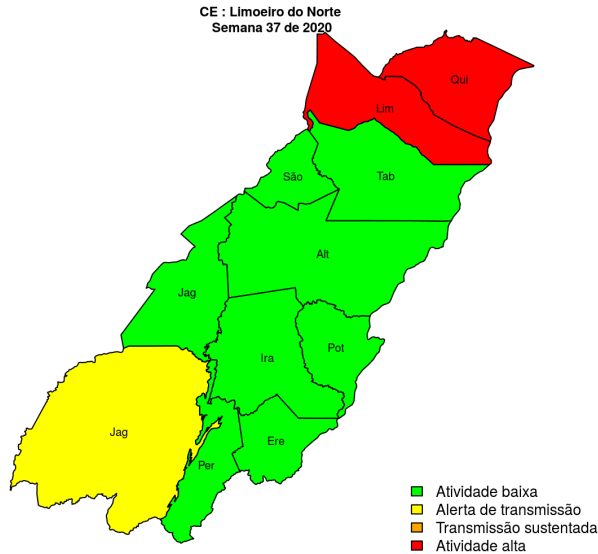 CE : Limoeiro do Norte
Semana 37 de 2020
Qui
Lim
São
Tab
Alt
Jag
Ira
Pot
Jag
Ere
Per
Atividade baixa
Alerta de transmissão
Transmissão sustentada
Atividade alta